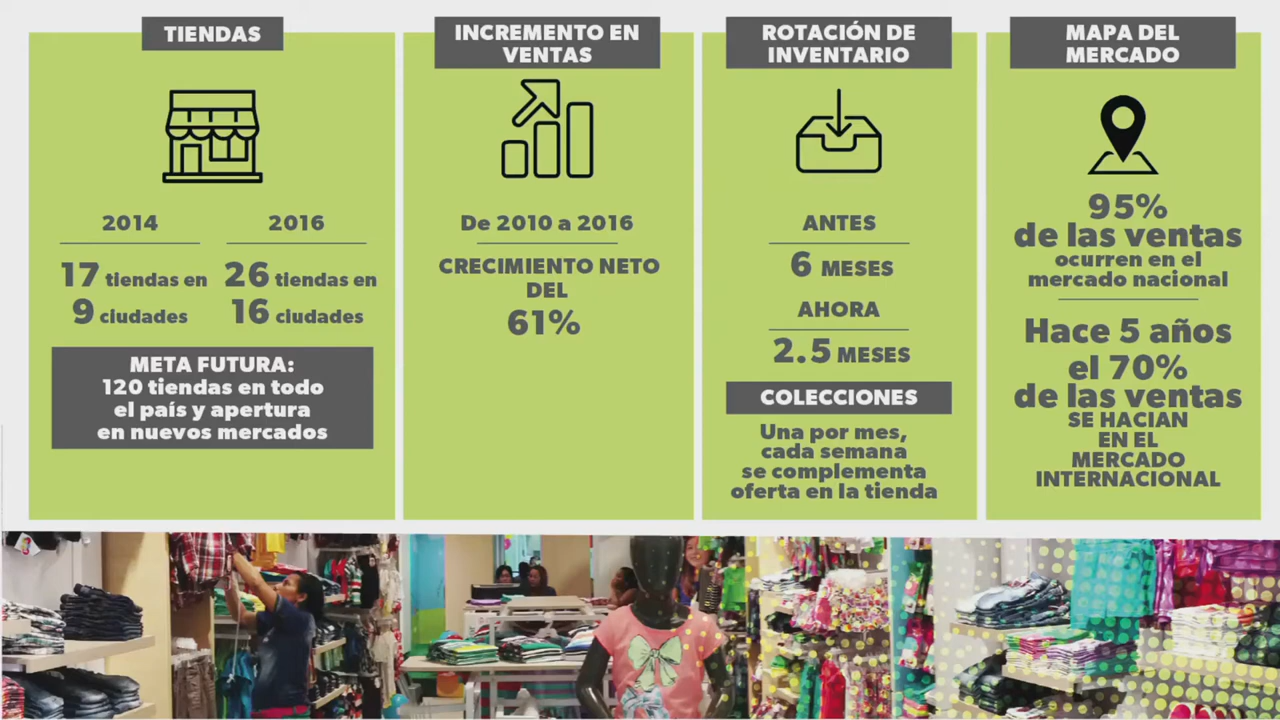 TIENDAS
2014
17 tiendas en
9 ciudades
2016
26 tiendas en
16 ciudades
META FUTURA:
120 tiendas en todo
el país y apertura
en nuevos mercados
INCREMENTO EN
VENTAS
De 2010 a 2016
CRECIMIENTO NETO
DEL
61%
ROTACIÓN DE
INVENTARIO
ANTES
6 MESES
AHORA
2.5 MESES
COLECCIONES
Una por mes,
cada semana
se complementa
oferta en la tienda
MAPA DEL
MERCADO
95%
de las ventas
ocurren en el
mercado nacional
Hace 5 años
el 70%
de las ventas
SE HACIAN
EN EL
MERCADO
INTERNACIONAL